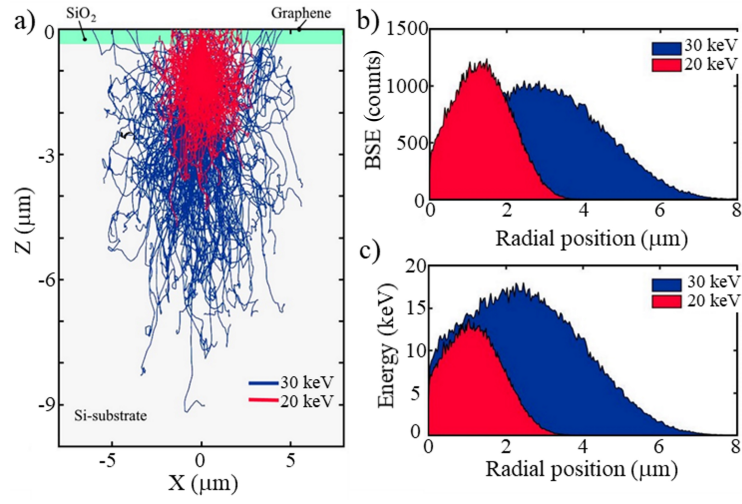 a)
SiO2
Graphene
0
-3
-6
-9
Z (μm)
Si-substrate
30 keV
20 keV
-5 0 5
X (μm)
b)
1500
1000
500
0
BSE (counts)
30 keV
20 keV
0 2 4 6 8
Radial position (μm)
c)
20
15
10
5
0
Energy (keV)
30 keV
20 keV
0 2 4 6 8
Radial position (μm)